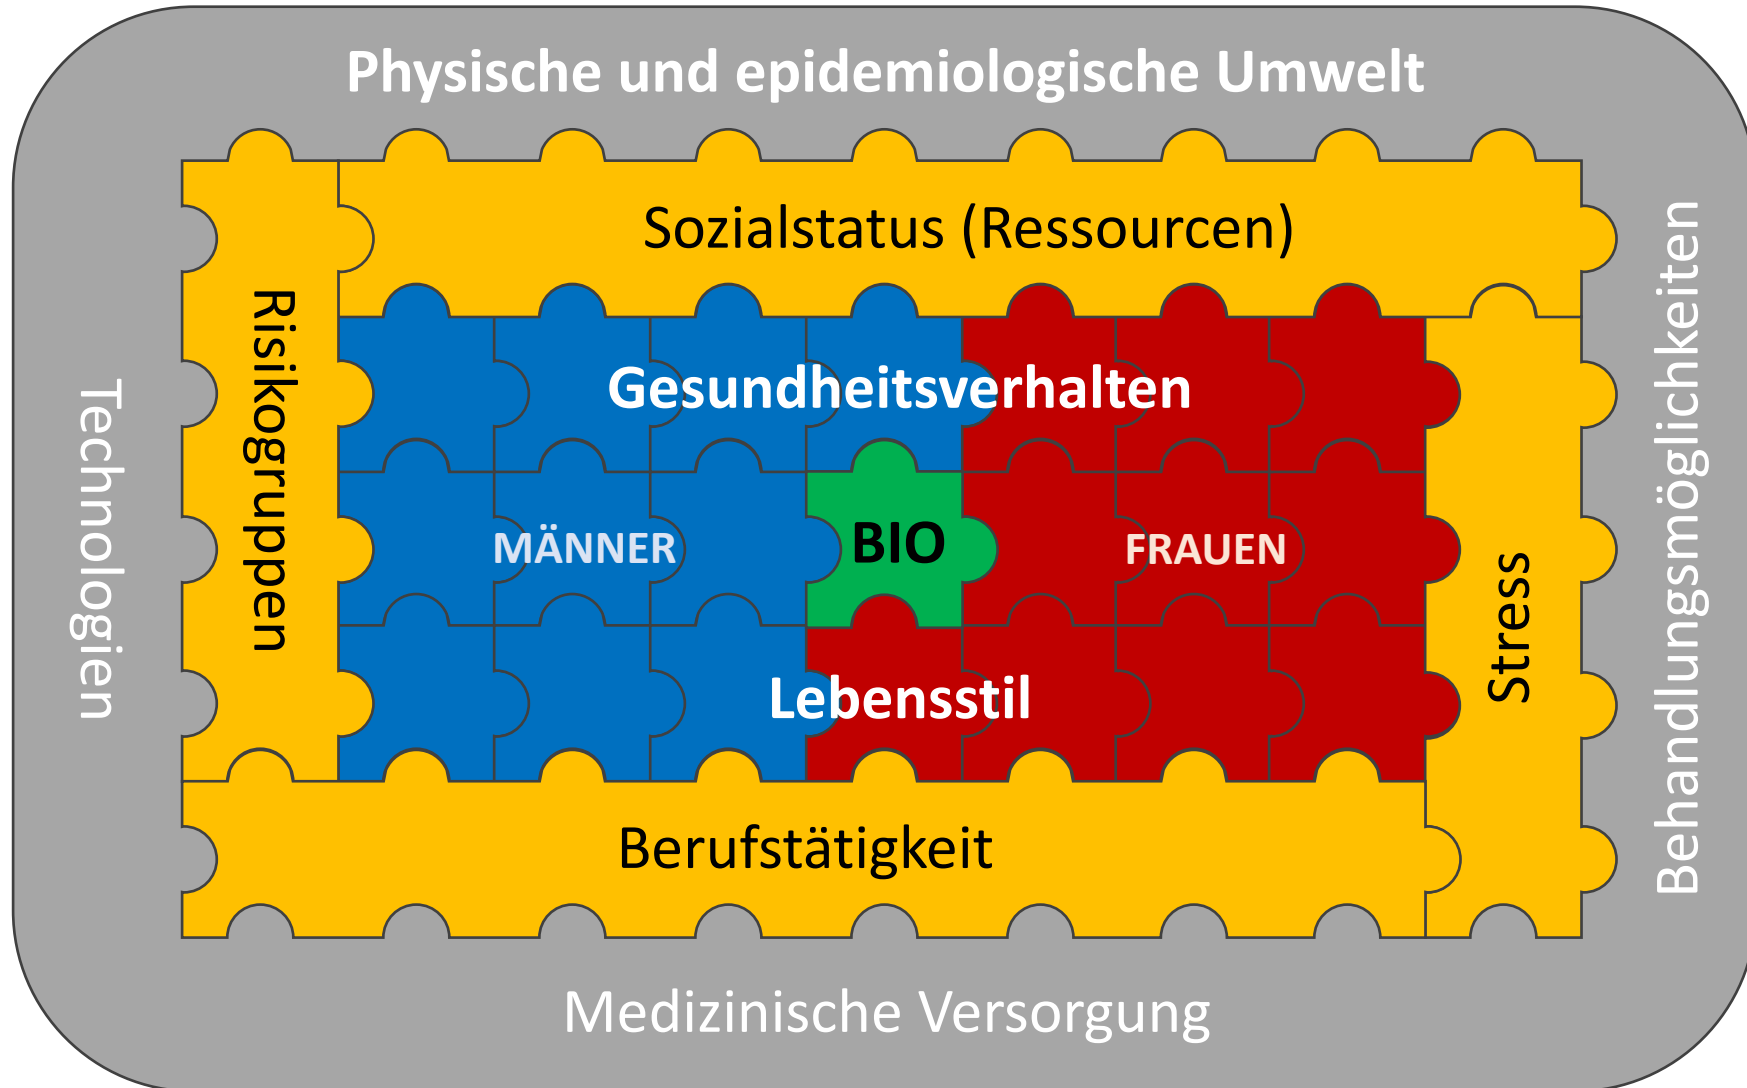 Physische und epidemiologische Umwelt
Sozialstatus (Ressourcen)
Technologien
Risikogruppen
Gesundheitsverhalten
MÄNNER
BIO
FRAUEN
Lebensstil
Stress
Behandlungsmöglichkeiten
Berufstätigkeit
Medizinische Versorgung